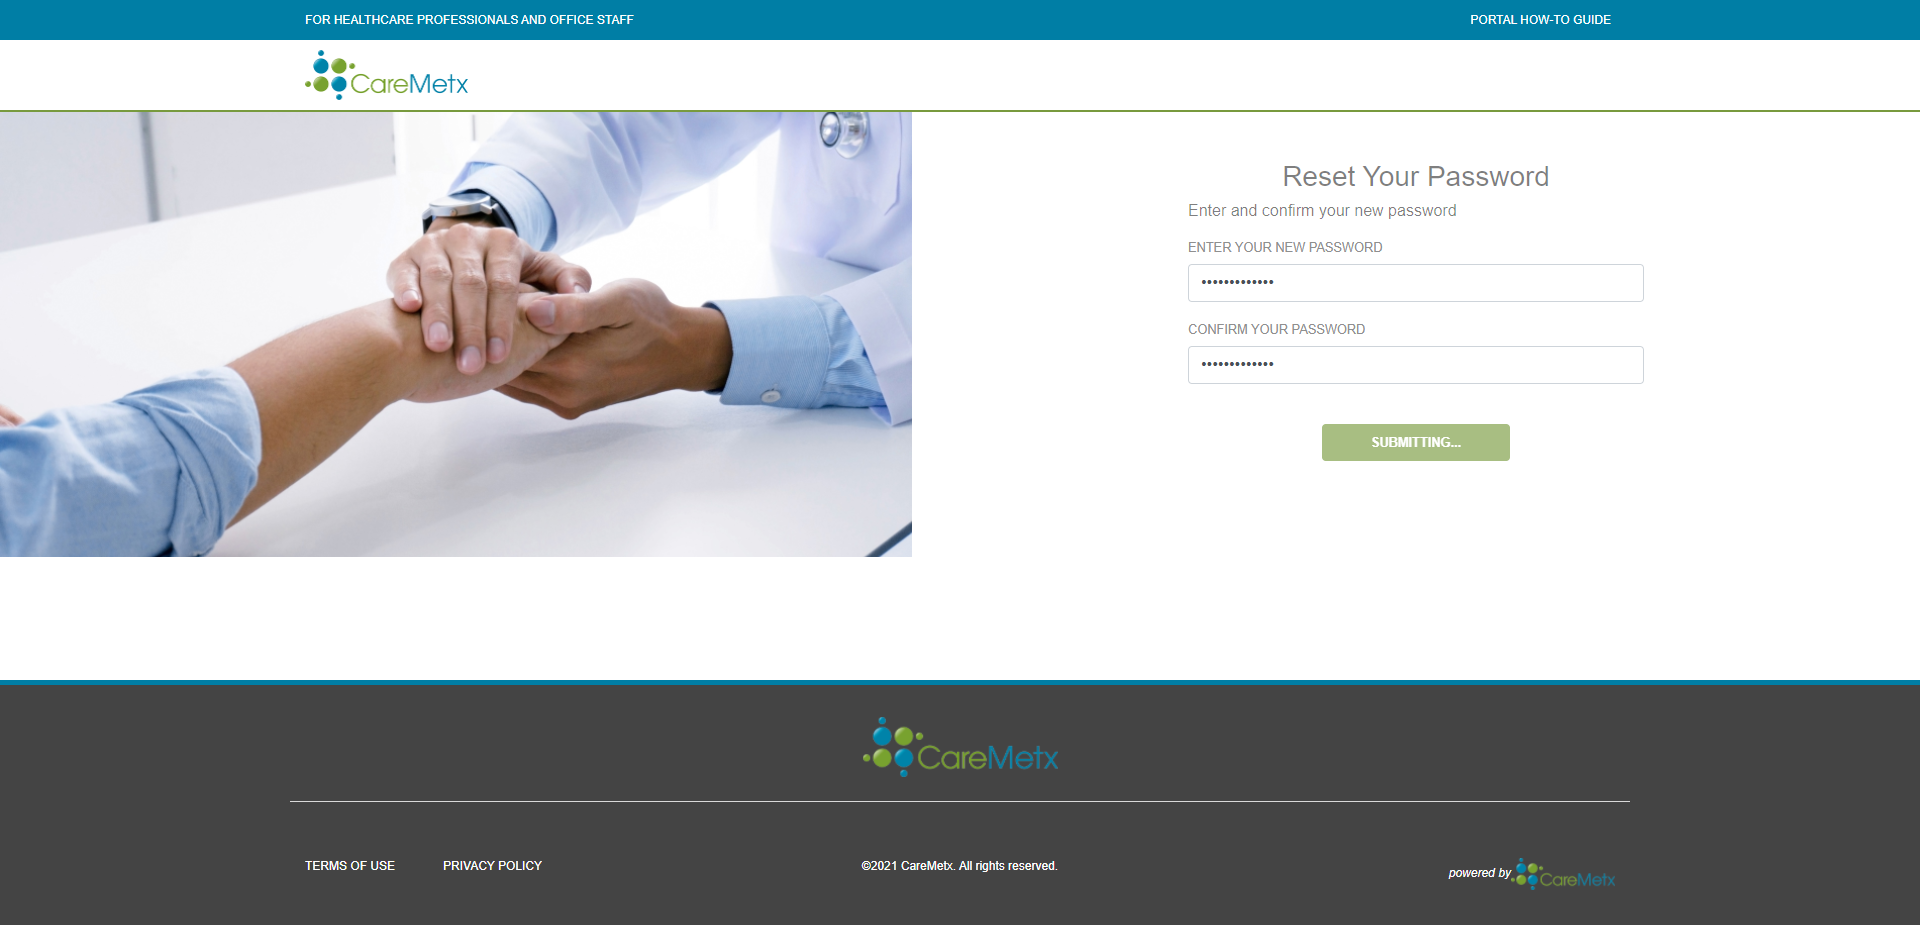 FOR HEALTHCARE PROFESSIONALS AND OFFICE STAFF
PORTAL HOW-TO GUIDE
CareMetx
Reset Your Password
Enter and confirm your new password
ENTER YOUR NEW PASSWORD
•••••••••••••
CONFIRM YOUR PASSWORD
•••••••••••••
SUBMITTING...
CareMetx
TERMS OF USE
PRIVACY POLICY
©2021 CareMetx. All rights reserved.
powered by CareMetx